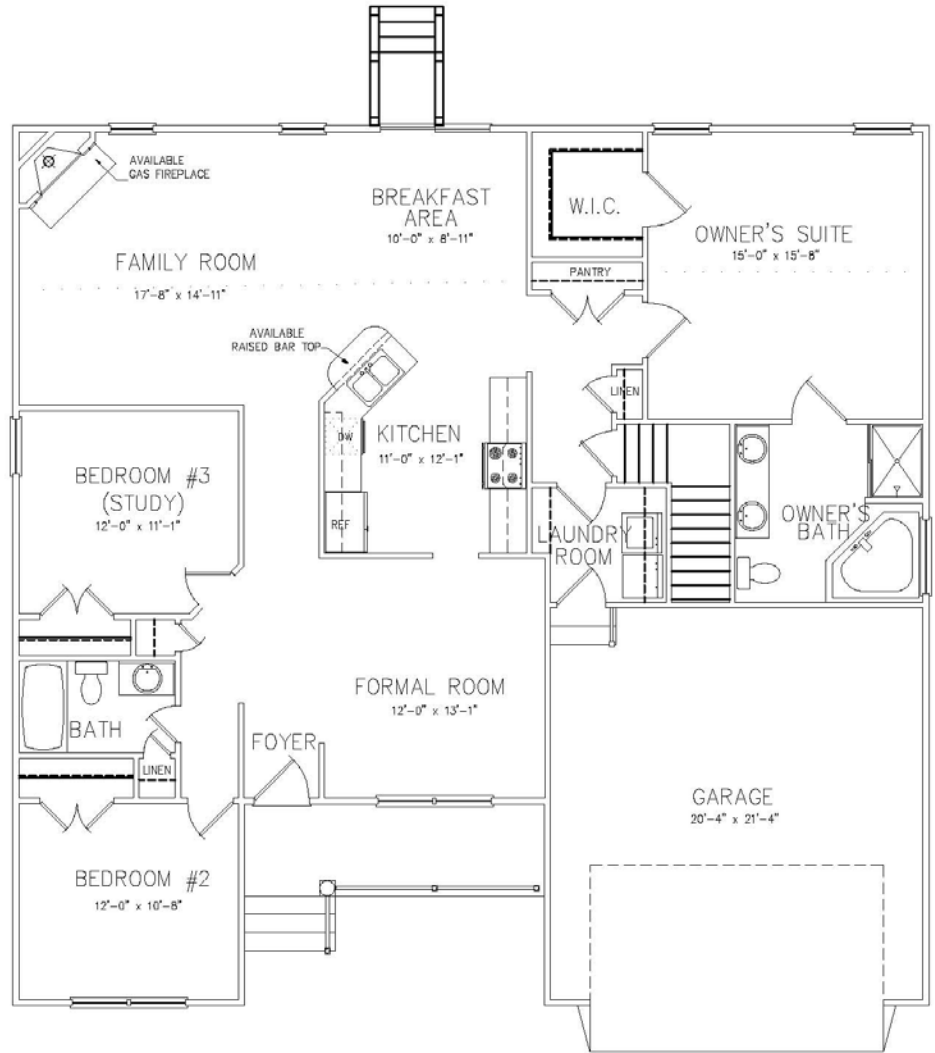 AVAILABLE
GAS FIREPLACE
BREAKFAST
AREA
10'-0" x 8'-11"
W.I.C.
OWNER'S SUITE
15'-0" x 15'-8"
FAMILY ROOM
17'-8" x 14'-11"
PANTRY
AVAILABLE
RAISED BAR TOP
LINEN
BEDROOM #3
(STUDY)
12'-0" x 11'-1"
DW
KITCHEN
11'-0" x 12'-1"
REF
LAUNDRY
ROOM
OWNER'S
BATH
FORMAL ROOM
12'-0" x 13'-1"
BATH
FOYER
LINEN
GARAGE
20'-4" x 21'-4"
BEDROOM #2
12'-0" x 10'-8"